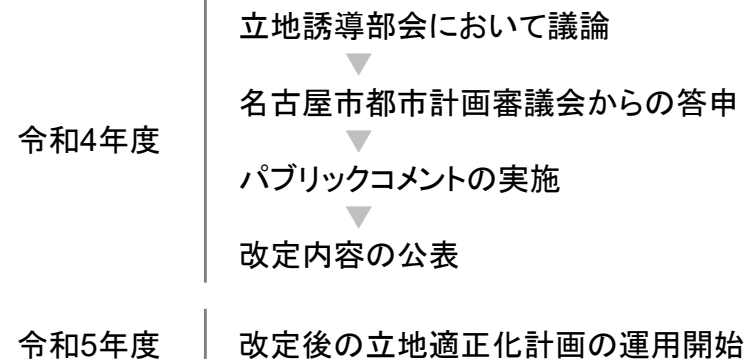 立地誘導部会において議論
▼
名古屋市都市計画審議会からの答申
▼
令和4年度
パブリックコメントの実施
▼
改定内容の公表
令和5年度 改定後の立地適正化計画の運用開始